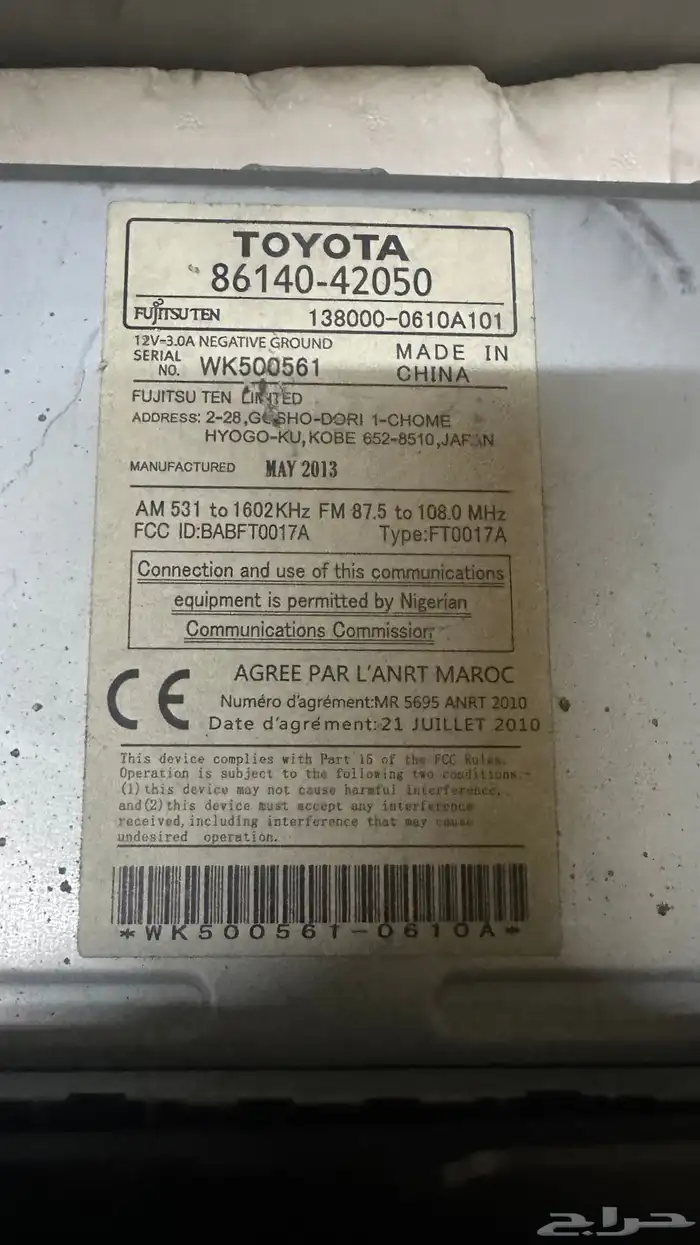 TOYOTA
86140-42050
FUJITSU TEN 138000-0610A101
12V-3.0A NEGATIVE GROUND
SERIAL NO. WK500561
MADE IN CHINA
FUJITSU TEN LIMITED
ADDRESS: 2-28,GOSHO-DORI 1-CHOME
HYOGO-KU,KOBE 652-8510,JAPAN
MANUFACTURED MAY 2013
AM 531 to 1602KHz FM 87.5 to 108.0 MHz
FCC ID:BABFT0017A Type:FT0017A
Connection and use of this communications
equipment is permitted by Nigerian
Communications Commission
CE
AGREE PAR L'ANRT MAROC
Numéro d'agrément:MR 5695 ANRT 2010
Date d'agrément:21 JUILLET 2010
This device complies with Part 15 of the FCC Rules.
Operation is subject to the following two conditions:
(1)this device may not cause harmful interference,
and(2)this device must accept any interference
received,including interference that may cause
undesired operation.
*WK500561-0610A*
حراج